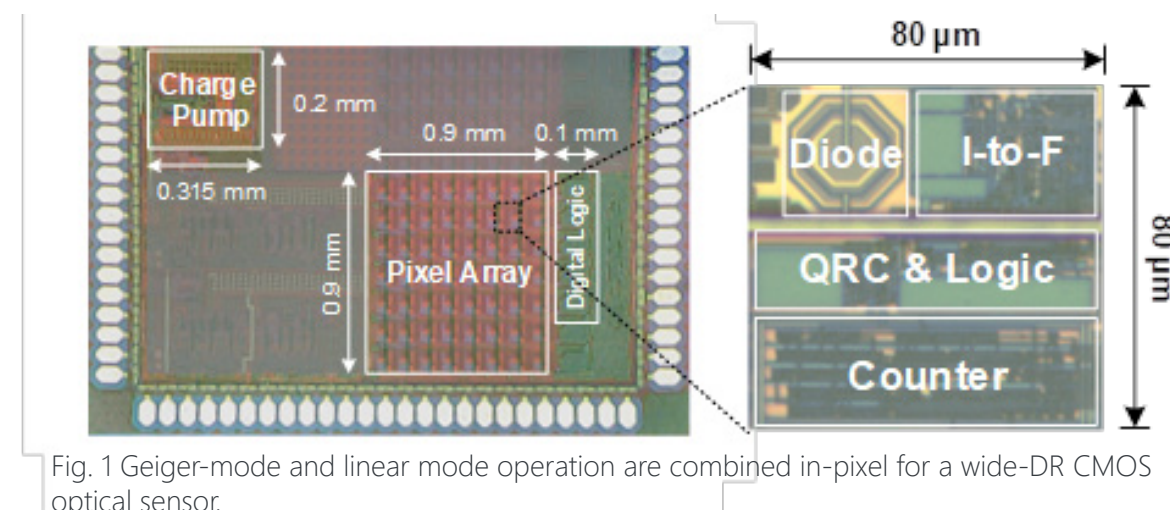 80 µm
Charge
Pump
0.2 mm
0.9 mm
0.1 mm
0.315 mm
0.9 mm
Pixel Array
Digital Logic
Diode
I-to-F
QRC & Logic
Counter
80 µm
Fig. 1 Geiger-mode and linear mode operation are combined in-pixel for a wide-DR CMOS
optical sensor.